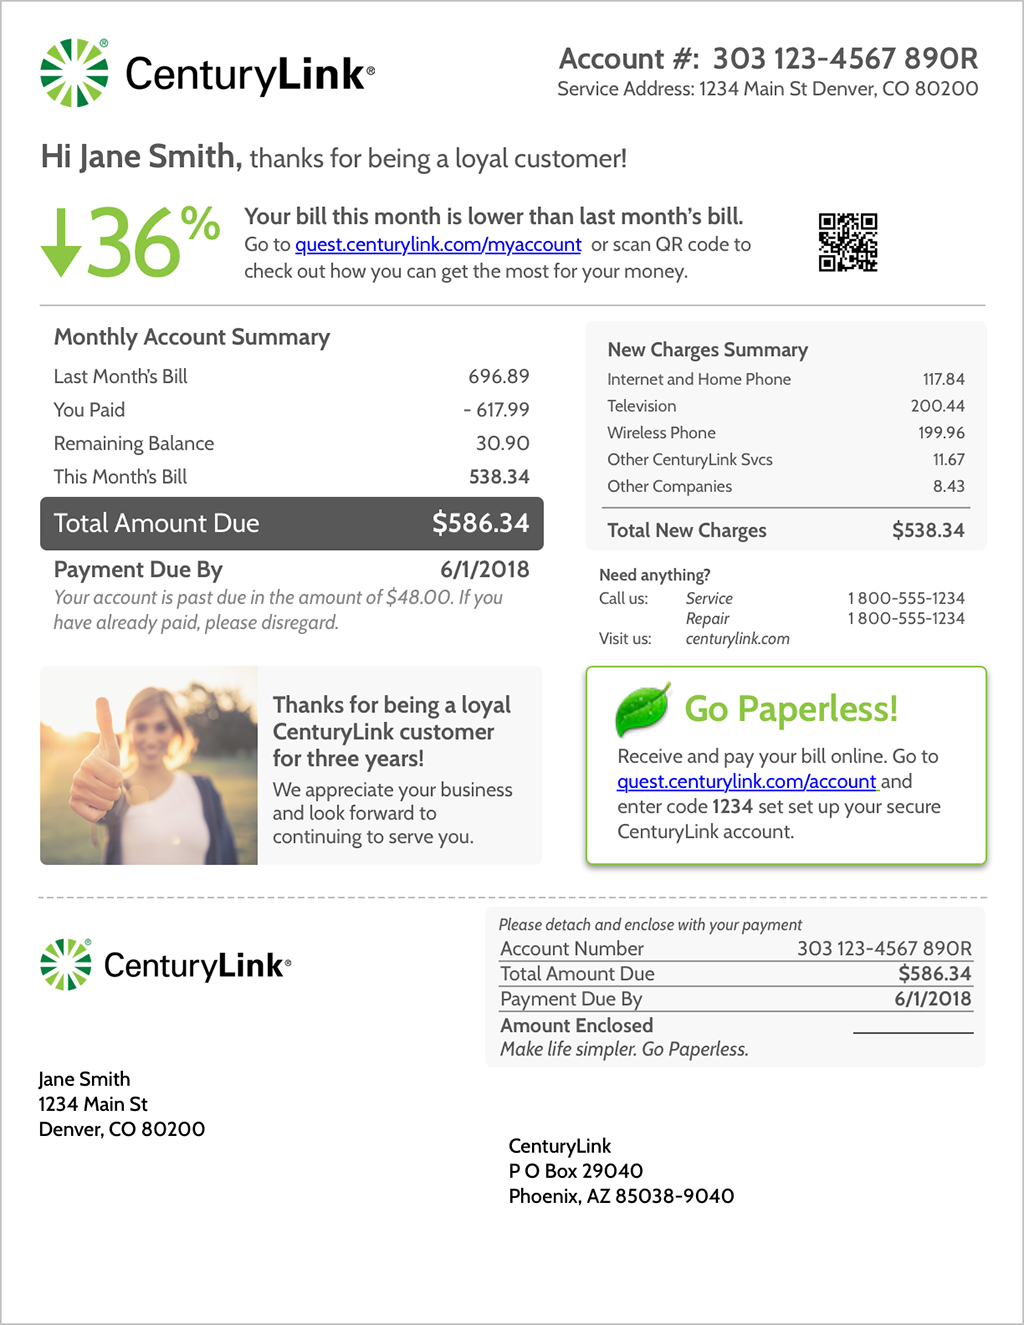 CenturyLink®
Account #: 303 123-4567 890R
Service Address: 1234 Main St Denver, CO 80200
Hi Jane Smith, thanks for being a loyal customer!
↓36%
Your bill this month is lower than last month's bill.
Go to quest.centurylink.com/myaccount or scan QR code to
check out how you can get the most for your money.
Monthly Account Summary
Last Month's Bill 696.89
You Paid - 617.99
Remaining Balance 30.90
This Month's Bill 538.34
Total Amount Due $586.34
Payment Due By 6/1/2018
Your account is past due in the amount of $48.00. If you
have already paid, please disregard.
New Charges Summary
Internet and Home Phone 117.84
Television 200.44
Wireless Phone 199.96
Other CenturyLink Svcs 11.67
Other Companies 8.43
Total New Charges $538.34
Need anything?
Call us: Service 1 800-555-1234
Repair 1 800-555-1234
Visit us: centurylink.com
Thanks for being a loyal
CenturyLink customer
for three years!
We appreciate your business
and look forward to
continuing to serve you.
Go Paperless!
Receive and pay your bill online. Go to
quest.centurylink.com/account and
enter code 1234 set set up your secure
CenturyLink account.
CenturyLink®
Please detach and enclose with your payment
Account Number 303 123-4567 890R
Total Amount Due $586.34
Payment Due By 6/1/2018
Amount Enclosed
Make life simpler. Go Paperless.
Jane Smith
1234 Main St
Denver, CO 80200
CenturyLink
P O Box 29040
Phoenix, AZ 85038-9040